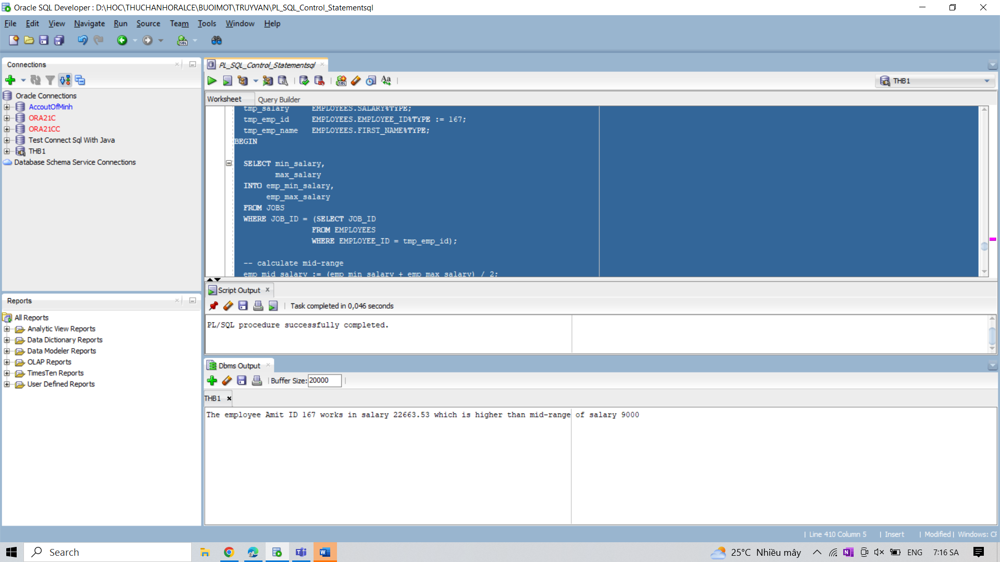 Oracle SQL Developer : D:\HOC\THUCHANHORALCE\BUOIMOT\TRUYVAN\PL_SQL_Control_Statementsql
File Edit View Navigate Run Source Team Tools Window Help
Connections
Oracle Connections
AccoutOfMinh
ORA21C
ORA21CC
Test Connect Sql With Java
THB1
Database Schema Service Connections
Reports
All Reports
Analytic View Reports
Data Dictionary Reports
Data Modeler Reports
OLAP Reports
TimesTen Reports
User Defined Reports
PL_SQL_Control_Statementsql
THB1
Worksheet Query Builder
tmp_salary EMPLOYEES.SALARY%TYPE;
tmp_emp_id EMPLOYEES.EMPLOYEE_ID%TYPE := 167;
tmp_emp_name EMPLOYEES.FIRST_NAME%TYPE;
BEGIN
SELECT min_salary,
max_salary
INTO emp_min_salary,
emp_max_salary
FROM JOBS
WHERE JOB_ID = (SELECT JOB_ID
FROM EMPLOYEES
WHERE EMPLOYEE_ID = tmp_emp_id);
-- calculate mid-range
emp_mid_salary := (emp_min_salary + emp_max_salary) / 2;
Script Output
Task completed in 0,046 seconds
PL/SQL procedure successfully completed.
Dbms Output
Buffer Size: 20000
THB1
The employee Amit ID 167 works in salary 22663.53 which is higher than mid-range of salary 9000
Line 410 Column 5 Insert Modified Windows: CF
Search
25°C Nhiều mây
ENG
7:16 SA